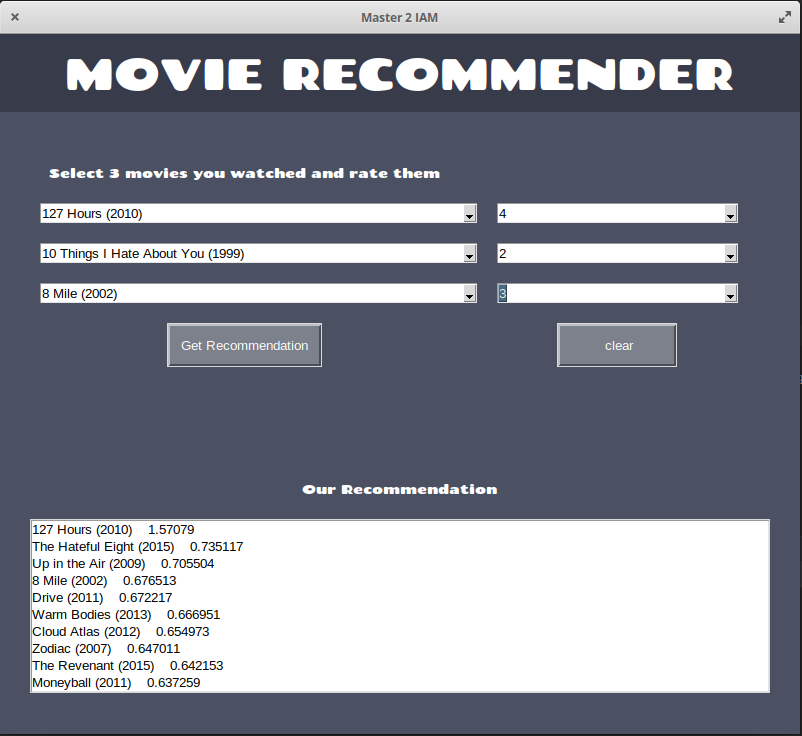 Master 2 IAM
MOVIE RECOMMENDER
Select 3 movies you watched and rate them
127 Hours (2010) 4
10 Things I Hate About You (1999) 2
8 Mile (2002) 3
Get Recommendation clear
Our Recommendation
127 Hours (2010) 1.57079
The Hateful Eight (2015) 0.735117
Up in the Air (2009) 0.705504
8 Mile (2002) 0.676513
Drive (2011) 0.672217
Warm Bodies (2013) 0.666951
Cloud Atlas (2012) 0.654973
Zodiac (2007) 0.647011
The Revenant (2015) 0.642153
Moneyball (2011) 0.637259